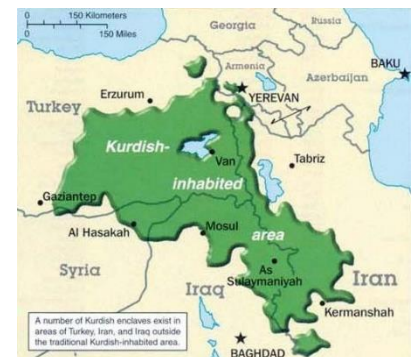 0 150 Kilometers
0 150 Miles
Georgia
Russia
Armenia
BAKU
Azerbaijan
YEREVAN
Erzurum
Turkey
Kurdish-
Van
Tabriz
inhabited
Gaziantep
Al Hasakah
Mosul
area
As
Sulaymaniyah
Syria
Iraq
Iran
Kermanshah
A number of Kurdish enclaves exist in
areas of Turkey, Iran, and Iraq outside
the traditional Kurdish-inhabited area.
BAGHDAD